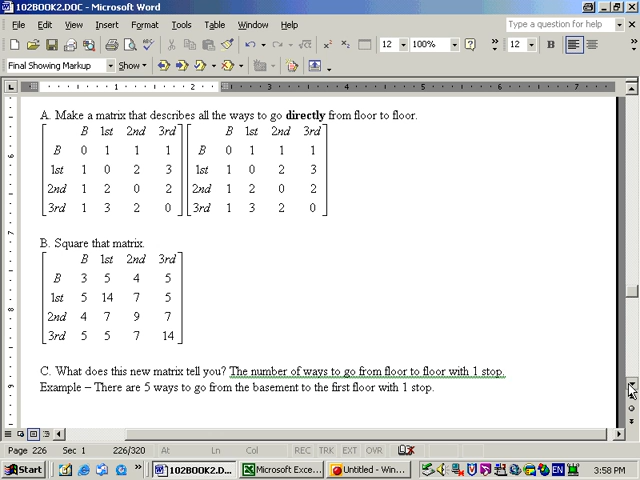 102BOOK2.DOC - Microsoft Word
File Edit View Insert Format Tools Table Window Help
Type a question for help
12 100% 12 B
Final Showing Markup Show
1 2 3 4 5 6 7
A. Make a matrix that describes all the ways to go directly from floor to floor.
B 1st 2nd 3rd B 1st 2nd 3rd
B 0 1 1 1 B 0 1 1 1
1st 1 0 2 3 1st 1 0 2 3
2nd 1 2 0 2 2nd 1 2 0 2
3rd 1 3 2 0 3rd 1 3 2 0
B. Square that matrix.
B 1st 2nd 3rd
B 3 5 4 5
1st 5 14 7 5
2nd 4 7 9 7
3rd 5 5 7 14
C. What does this new matrix tell you? The number of ways to go from floor to floor with 1 stop.
Example – There are 5 ways to go from the basement to the first floor with 1 stop.
Page 226 Sec 1 226/320 At Ln Col REC TRK EXT OVR
Start 102BOOK2.D... Microsoft Exce... Untitled - Win... EN 3:58 PM